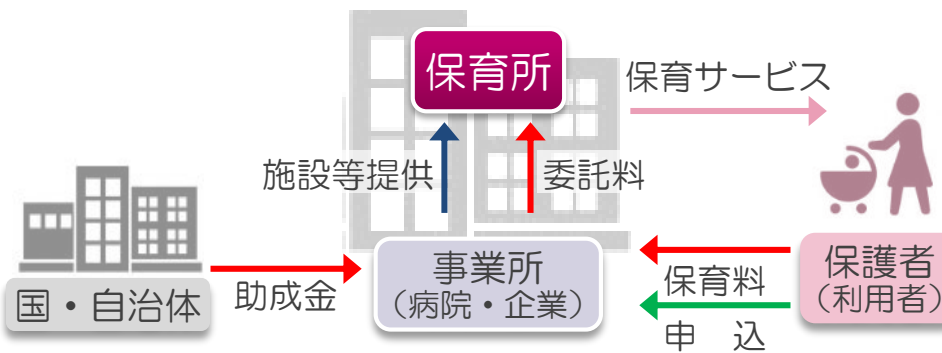 保育所
保育サービス
施設等提供
委託料
国・自治体
助成金
事業所
（病院・企業）
保育料
申　込
保護者
（利用者）